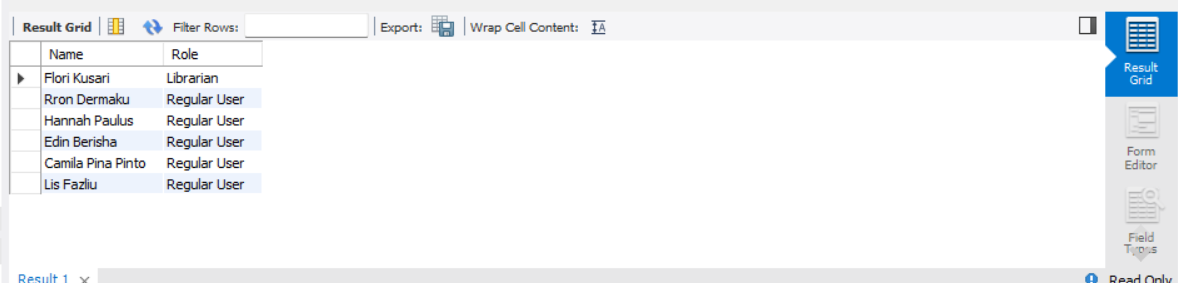 Result Grid Filter Rows: Export: Wrap Cell Content: IA
Name Role
Flori Kusari Librarian
Rron Dermaku Regular User
Hannah Paulus Regular User
Edin Berisha Regular User
Camila Pina Pinto Regular User
Lis Fazliu Regular User
Result
Grid
Form
Editor
Field
Types
Result 1 × Read Only